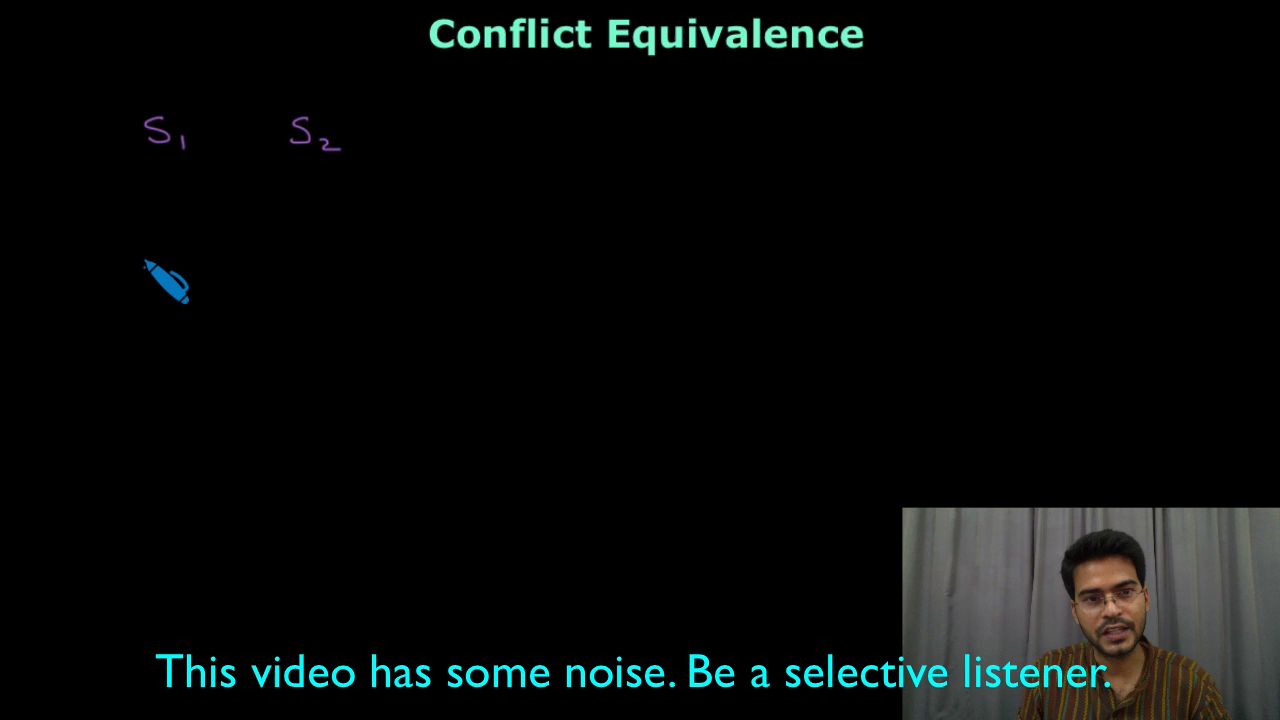 Conflict Equivalence
S₁ S₂
This video has some noise. Be a selective listener.